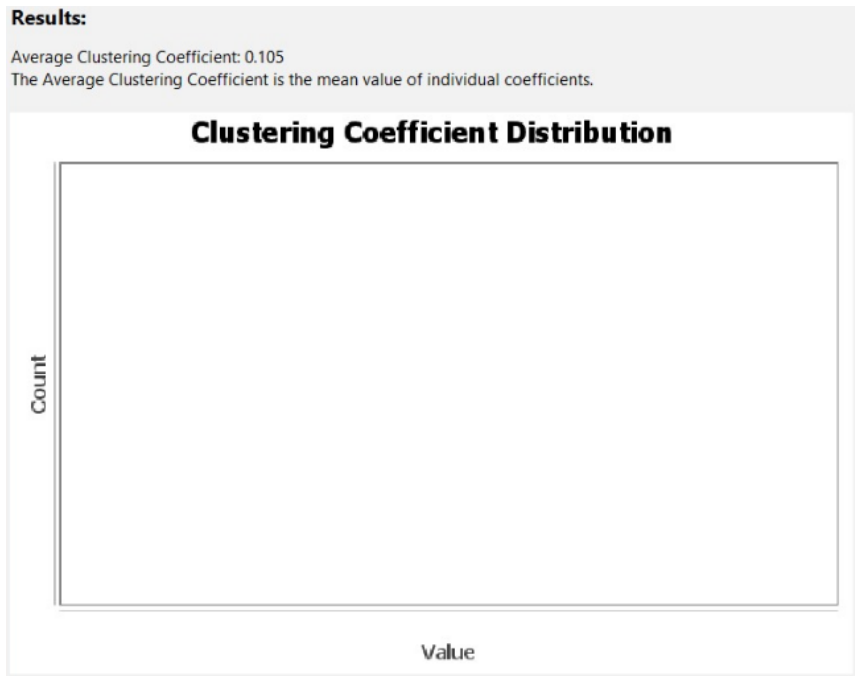 Results:
Average Clustering Coefficient: 0.105
The Average Clustering Coefficient is the mean value of individual coefficients.
Clustering Coefficient Distribution
Count
Value